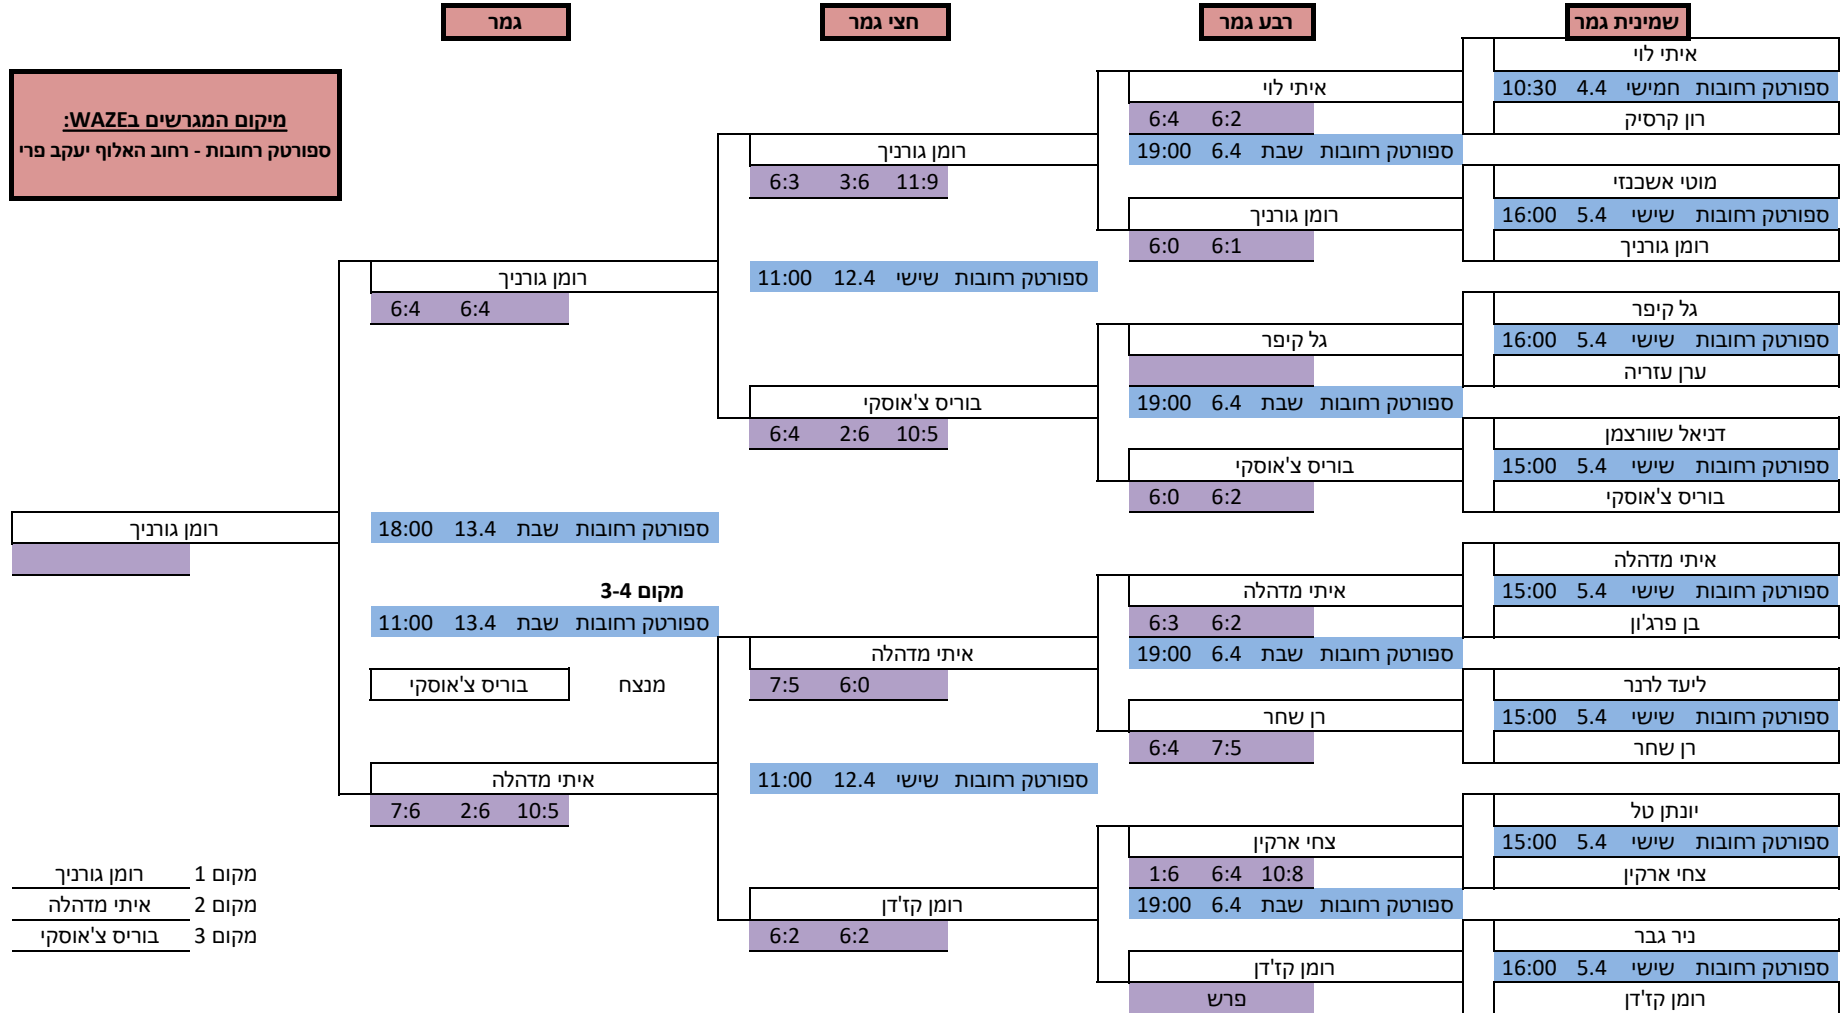 שמינית גמר
רבע גמר
חצי גמר
גמר
מיקום המגרשים בWAZE:
ספורטק רחובות - רחוב האלוף יעקב פרי
איתי לוי
ספורטק רחובות חמישי 4.4 10:30
רון קרסיק
מוטי אשכנזי
ספורטק רחובות שישי 5.4 16:00
רומן גורניך
גל קיפר
ספורטק רחובות שישי 5.4 16:00
ערן עזריה
דניאל שוורצמן
ספורטק רחובות שישי 5.4 15:00
בוריס צ'אוסקי
איתי מדהלה
ספורטק רחובות שישי 5.4 15:00
בן פרג'ון
ליעד לרנר
ספורטק רחובות שישי 5.4 15:00
רן שחר
יונתן טל
ספורטק רחובות שישי 5.4 15:00
צחי ארקין
ניר גבר
ספורטק רחובות שישי 5.4 16:00
רומן קז'דן
איתי לוי
6:4 6:2
ספורטק רחובות שבת 6.4 19:00
רומן גורניך
6:0 6:1
גל קיפר
ספורטק רחובות שבת 6.4 19:00
בוריס צ'אוסקי
6:0 6:2
איתי מדהלה
6:3 6:2
ספורטק רחובות שבת 6.4 19:00
רן שחר
6:4 7:5
צחי ארקין
1:6 6:4 10:8
ספורטק רחובות שבת 6.4 19:00
רומן קז'דן
פרש
רומן גורניך
6:3 3:6 11:9
ספורטק רחובות שישי 12.4 11:00
בוריס צ'אוסקי
6:4 2:6 10:5
איתי מדהלה
7:5 6:0
ספורטק רחובות שישי 12.4 11:00
רומן קז'דן
6:2 6:2
רומן גורניך
6:4 6:4
ספורטק רחובות שבת 13.4 18:00
מקום 3-4
ספורטק רחובות שבת 13.4 11:00
מנצח בוריס צ'אוסקי
איתי מדהלה
7:6 2:6 10:5
רומן גורניך
מקום 1 רומן גורניך
מקום 2 איתי מדהלה
מקום 3 בוריס צ'אוסקי